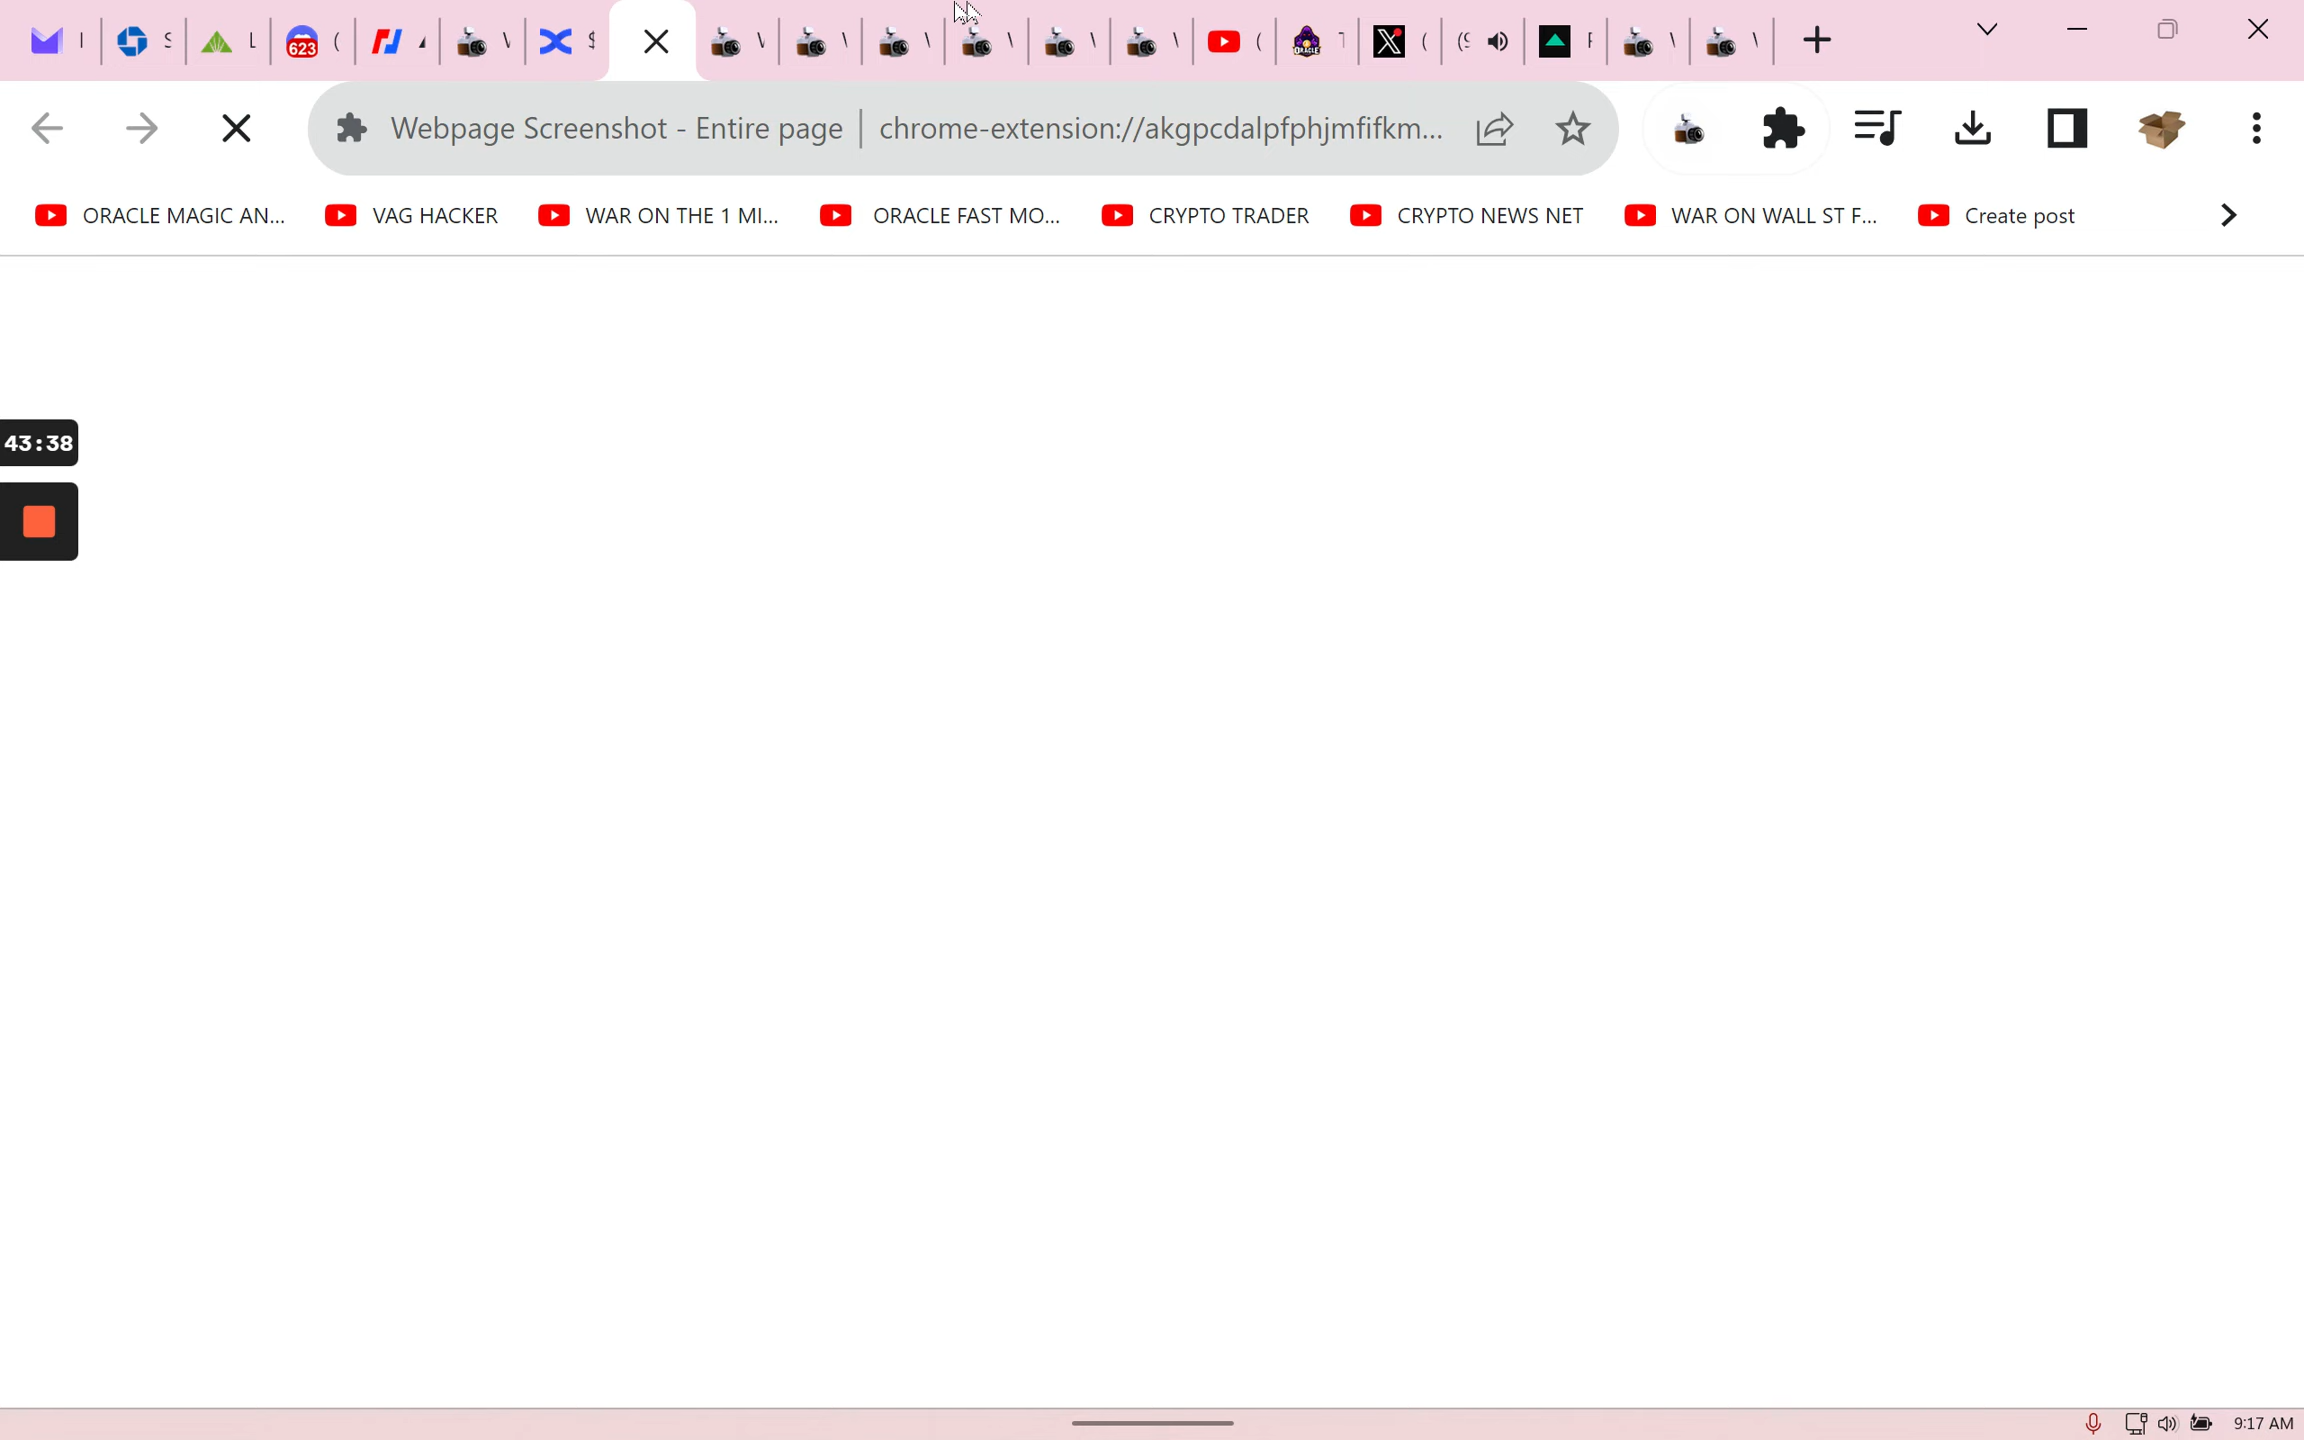 623
Webpage Screenshot - Entire page | chrome-extension://akgpcdalpfphjmfifkm...
ORACLE MAGIC AN...
VAG HACKER
WAR ON THE 1 MI...
ORACLE FAST MO...
CRYPTO TRADER
CRYPTO NEWS NET
WAR ON WALL ST F...
Create post
43:38
9:17 AM